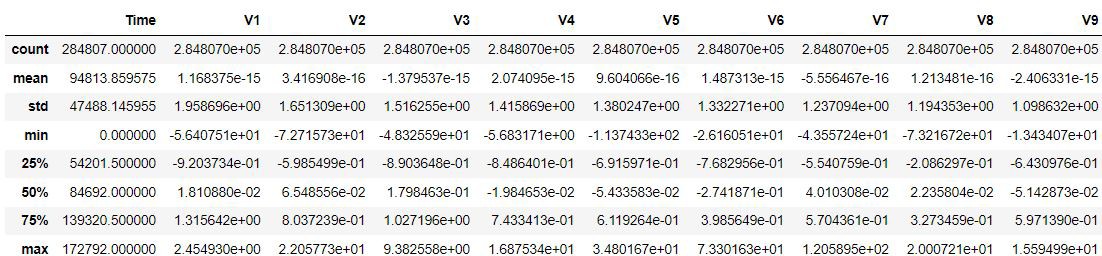 Time V1 V2 V3 V4 V5 V6 V7 V8 V9
count 284807.000000 2.848070e+05 2.848070e+05 2.848070e+05 2.848070e+05 2.848070e+05 2.848070e+05 2.848070e+05 2.848070e+05 2.848070e+05
mean 94813.859575 1.168375e-15 3.416908e-16 -1.379537e-15 2.074095e-15 9.604066e-16 1.487313e-15 -5.556467e-16 1.213481e-16 -2.406331e-15
std 47488.145955 1.958696e+00 1.651309e+00 1.516255e+00 1.415869e+00 1.380247e+00 1.332271e+00 1.237094e+00 1.194353e+00 1.098632e+00
min 0.000000 -5.640751e+01 -7.271573e+01 -4.832559e+01 -5.683171e+00 -1.137433e+02 -2.616051e+01 -4.355724e+01 -7.321672e+01 -1.343407e+01
25% 54201.500000 -9.203734e-01 -5.985499e-01 -8.903648e-01 -8.486401e-01 -6.915971e-01 -7.682956e-01 -5.540759e-01 -2.086297e-01 -6.430976e-01
50% 84692.000000 1.810880e-02 6.548556e-02 1.798463e-01 -1.984653e-02 -5.433583e-02 -2.741871e-01 4.010308e-02 2.235804e-02 -5.142873e-02
75% 139320.500000 1.315642e+00 8.037239e-01 1.027196e+00 7.433413e-01 6.119264e-01 3.985649e-01 5.704361e-01 3.273459e-01 5.971390e-01
max 172792.000000 2.454930e+00 2.205773e+01 9.382558e+00 1.687534e+01 3.480167e+01 7.330163e+01 1.205895e+02 2.000721e+01 1.559499e+01